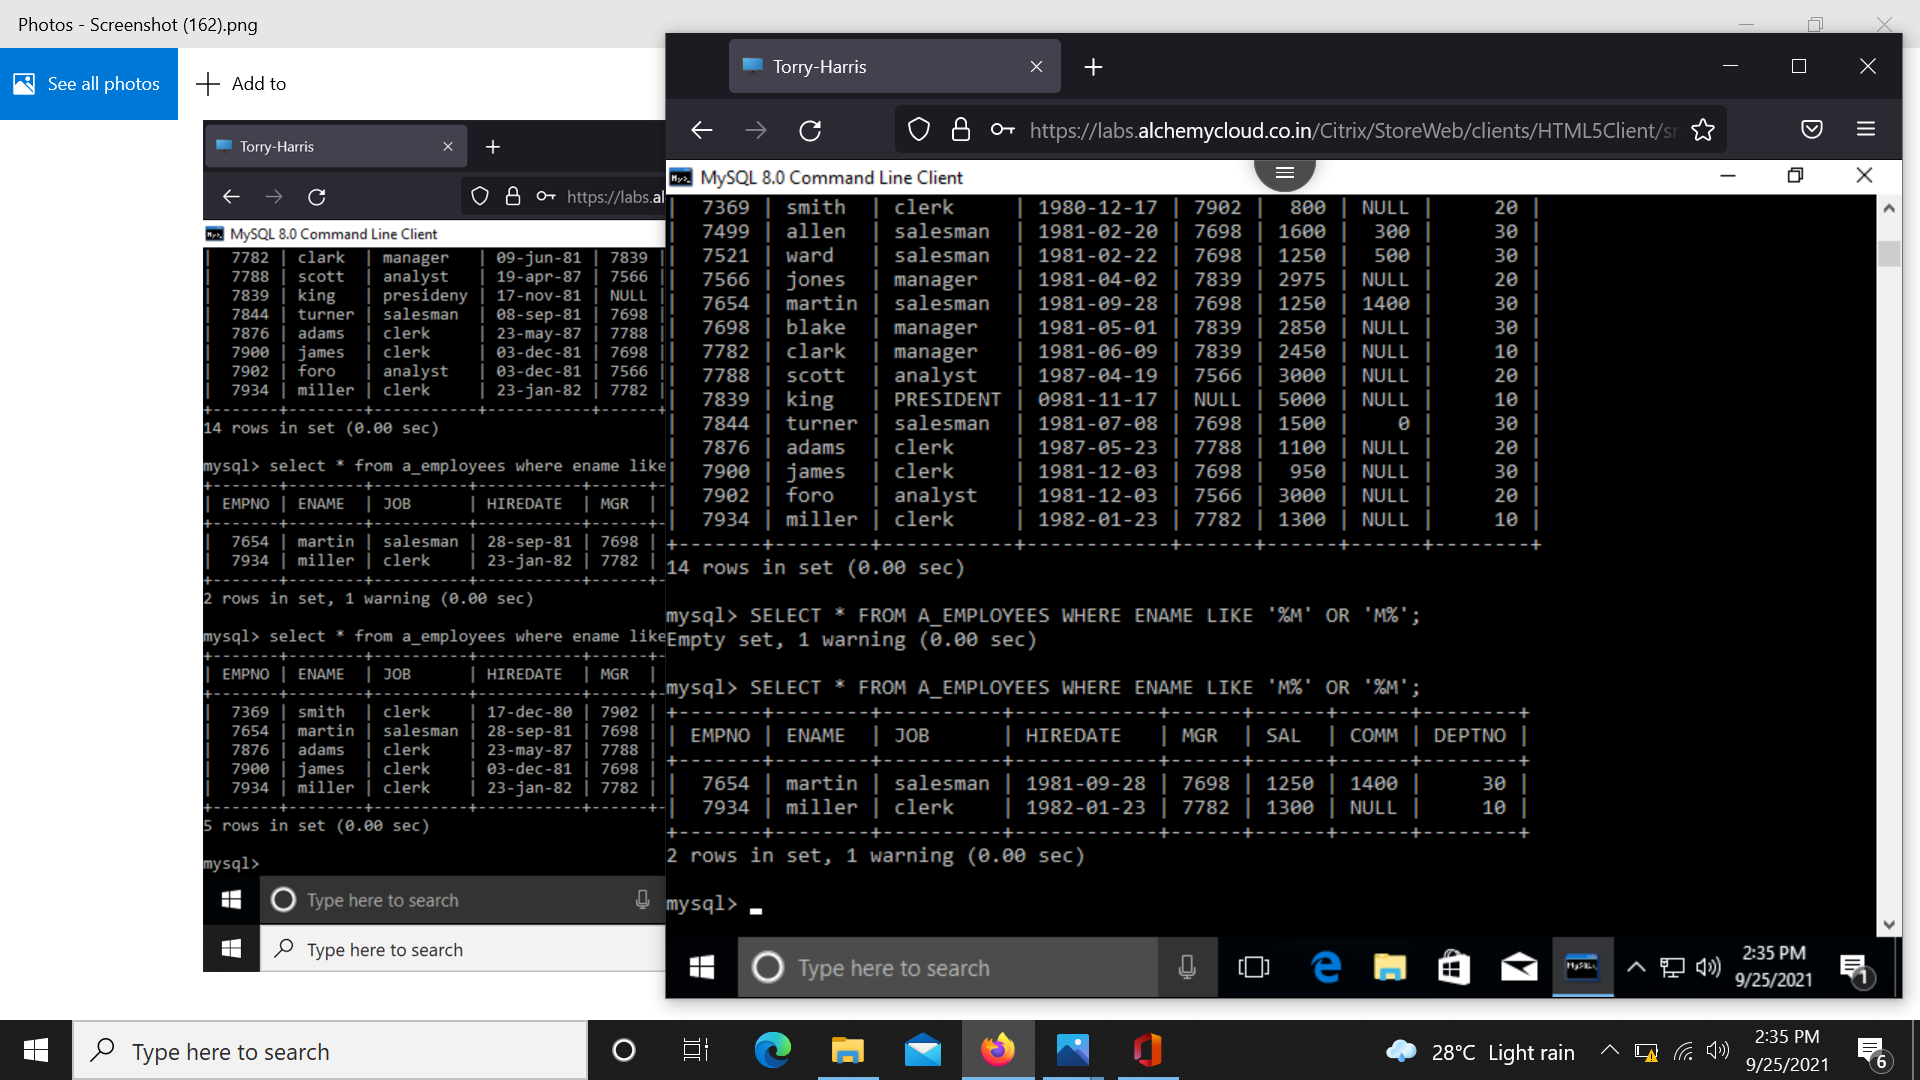 Photos - Screenshot (162).png
See all photos
Add to
Torry-Harris
https://labs.al
MySQL 8.0 Command Line Client
| 7782 | clark | manager | 09-jun-81 | 7839 |
| 7788 | scott | analyst | 19-apr-87 | 7566 |
| 7839 | king | presideny | 17-nov-81 | NULL |
| 7844 | turner | salesman | 08-sep-81 | 7698 |
| 7876 | adams | clerk | 23-may-87 | 7788 |
| 7900 | james | clerk | 03-dec-81 | 7698 |
| 7902 | foro | analyst | 03-dec-81 | 7566 |
| 7934 | miller | clerk | 23-jan-82 | 7782 |
14 rows in set (0.00 sec)
mysql> select * from a_employees where ename like
| EMPNO | ENAME | JOB | HIREDATE | MGR |
| 7654 | martin | salesman | 28-sep-81 | 7698 |
| 7934 | miller | clerk | 23-jan-82 | 7782 |
2 rows in set, 1 warning (0.00 sec)
mysql> select * from a_employees where ename like
| EMPNO | ENAME | JOB | HIREDATE | MGR |
| 7369 | smith | clerk | 17-dec-80 | 7902 |
| 7654 | martin | salesman | 28-sep-81 | 7698 |
| 7876 | adams | clerk | 23-may-87 | 7788 |
| 7900 | james | clerk | 03-dec-81 | 7698 |
| 7934 | miller | clerk | 23-jan-82 | 7782 |
5 rows in set (0.00 sec)
mysql>
Type here to search
Type here to search
Torry-Harris
https://labs.alchemycloud.co.in/Citrix/StoreWeb/clients/HTML5Client/sr
MySQL 8.0 Command Line Client
| 7369 | smith | clerk | 1980-12-17 | 7902 | 800 | NULL | 20 |
| 7499 | allen | salesman | 1981-02-20 | 7698 | 1600 | 300 | 30 |
| 7521 | ward | salesman | 1981-02-22 | 7698 | 1250 | 500 | 30 |
| 7566 | jones | manager | 1981-04-02 | 7839 | 2975 | NULL | 20 |
| 7654 | martin | salesman | 1981-09-28 | 7698 | 1250 | 1400 | 30 |
| 7698 | blake | manager | 1981-05-01 | 7839 | 2850 | NULL | 30 |
| 7782 | clark | manager | 1981-06-09 | 7839 | 2450 | NULL | 10 |
| 7788 | scott | analyst | 1987-04-19 | 7566 | 3000 | NULL | 20 |
| 7839 | king | PRESIDENT | 0981-11-17 | NULL | 5000 | NULL | 10 |
| 7844 | turner | salesman | 1981-07-08 | 7698 | 1500 | 0 | 30 |
| 7876 | adams | clerk | 1987-05-23 | 7788 | 1100 | NULL | 20 |
| 7900 | james | clerk | 1981-12-03 | 7698 | 950 | NULL | 30 |
| 7902 | foro | analyst | 1981-12-03 | 7566 | 3000 | NULL | 20 |
| 7934 | miller | clerk | 1982-01-23 | 7782 | 1300 | NULL | 10 |
14 rows in set (0.00 sec)
mysql> SELECT * FROM A_EMPLOYEES WHERE ENAME LIKE '%M' OR 'M%';
Empty set, 1 warning (0.00 sec)
mysql> SELECT * FROM A_EMPLOYEES WHERE ENAME LIKE 'M%' OR '%M';
| EMPNO | ENAME | JOB | HIREDATE | MGR | SAL | COMM | DEPTNO |
| 7654 | martin | salesman | 1981-09-28 | 7698 | 1250 | 1400 | 30 |
| 7934 | miller | clerk | 1982-01-23 | 7782 | 1300 | NULL | 10 |
2 rows in set, 1 warning (0.00 sec)
mysql>
Type here to search
2:35 PM
9/25/2021
1
Type here to search
28°C Light rain
2:35 PM
9/25/2021
6